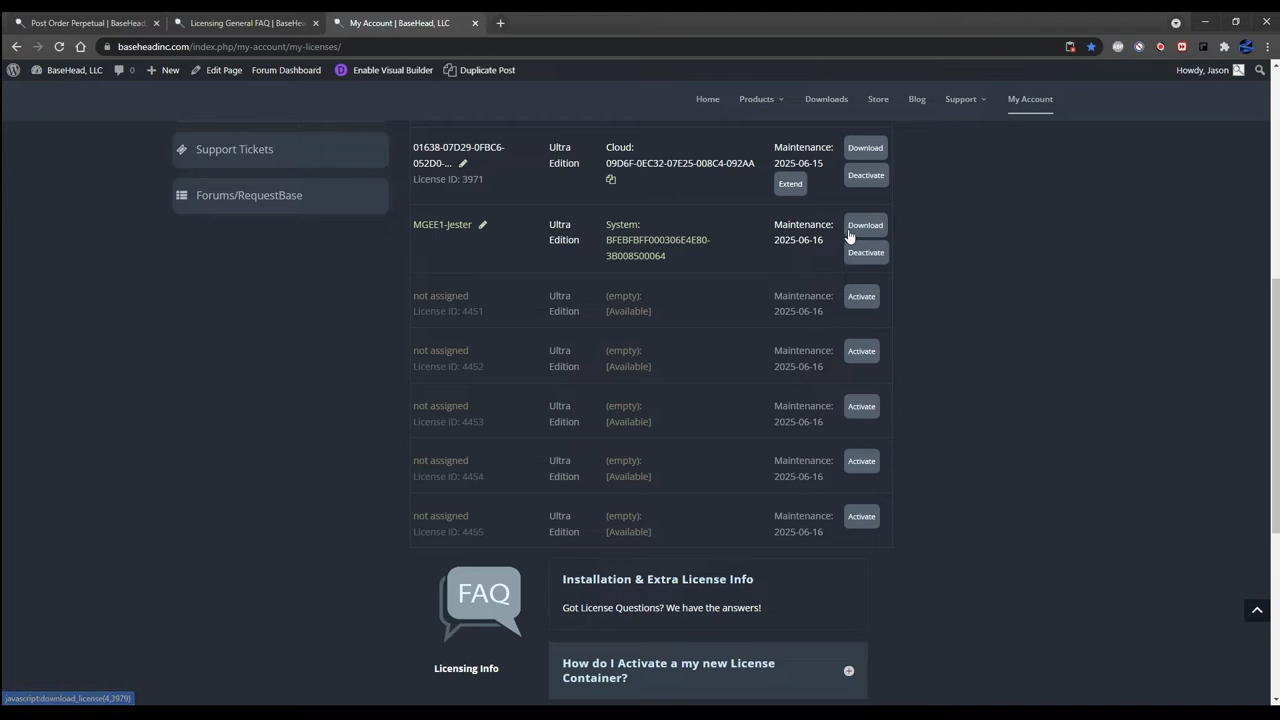 Post Order Perpetual | BaseHead,
Licensing General FAQ | BaseHea
My Account | BaseHead, LLC
baseheadinc.com/index.php/my-account/my-licenses/
BaseHead, LLC
0
New
Edit Page
Forum Dashboard
Enable Visual Builder
Duplicate Post
Howdy, Jason
Home
Products
Downloads
Store
Blog
Support
My Account
Support Tickets
Forums/RequestBase
01638-07D29-0FBC6-
052D0-...
License ID: 3971
Ultra
Edition
Cloud:
09D6F-0EC32-07E25-008C4-092AA
Maintenance:
2025-06-15
Extend
Download
Deactivate
MGEE1-Jester
Ultra
Edition
System:
BFEBFBFF000306E4E80-
3B008500064
Maintenance:
2025-06-16
Download
Deactivate
not assigned
License ID: 4451
Ultra
Edition
(empty):
[Available]
Maintenance:
2025-06-16
Activate
not assigned
License ID: 4452
Ultra
Edition
(empty):
[Available]
Maintenance:
2025-06-16
Activate
not assigned
License ID: 4453
Ultra
Edition
(empty):
[Available]
Maintenance:
2025-06-16
Activate
not assigned
License ID: 4454
Ultra
Edition
(empty):
[Available]
Maintenance:
2025-06-16
Activate
not assigned
License ID: 4455
Ultra
Edition
(empty):
[Available]
Maintenance:
2025-06-16
Activate
FAQ
Licensing Info
Installation & Extra License Info
Got License Questions? We have the answers!
How do I Activate a my new License
Container?
javascript:download_license(4,3979)